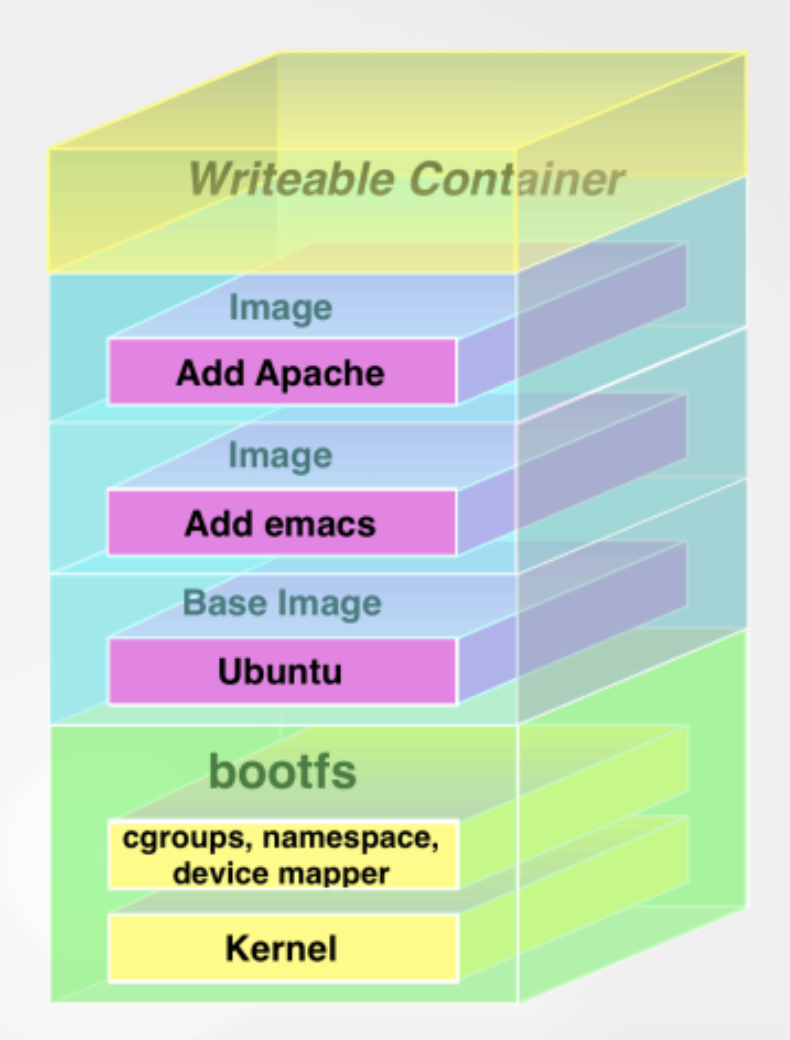 Writeable Container
Image
Add Apache
Image
Add emacs
Base Image
Ubuntu
bootfs
cgroups, namespace,
device mapper
Kernel